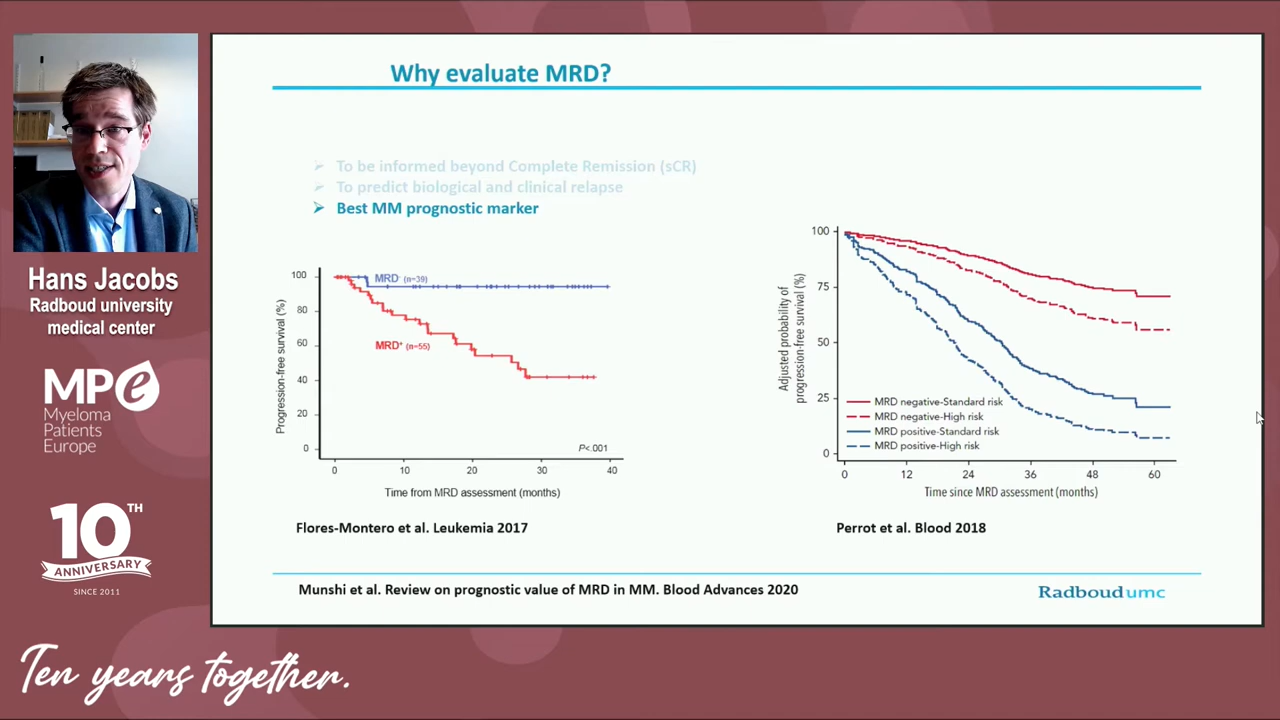 Hans Jacobs
Radboud university
medical center
MPe
Myeloma
Patients
Europe
10TH
ANNIVERSARY
SINCE 2011
Ten years together.
Why evaluate MRD?
To be informed beyond Complete Remission (sCR)
To predict biological and clinical relapse
Best MM prognostic marker
Progression-free survival (%)
100
80
60
40
20
0
MRD- (n=39)
MRD+ (n=55)
P<.001
0 10 20 30 40
Time from MRD assessment (months)
Flores-Montero et al. Leukemia 2017
Adjusted probability of
progression-free survival (%)
100
75
50
25
0
MRD negative-Standard risk
MRD negative-High risk
MRD positive-Standard risk
MRD positive-High risk
0 12 24 36 48 60
Time since MRD assessment (months)
Perrot et al. Blood 2018
Munshi et al. Review on prognostic value of MRD in MM. Blood Advances 2020
Radboudumc